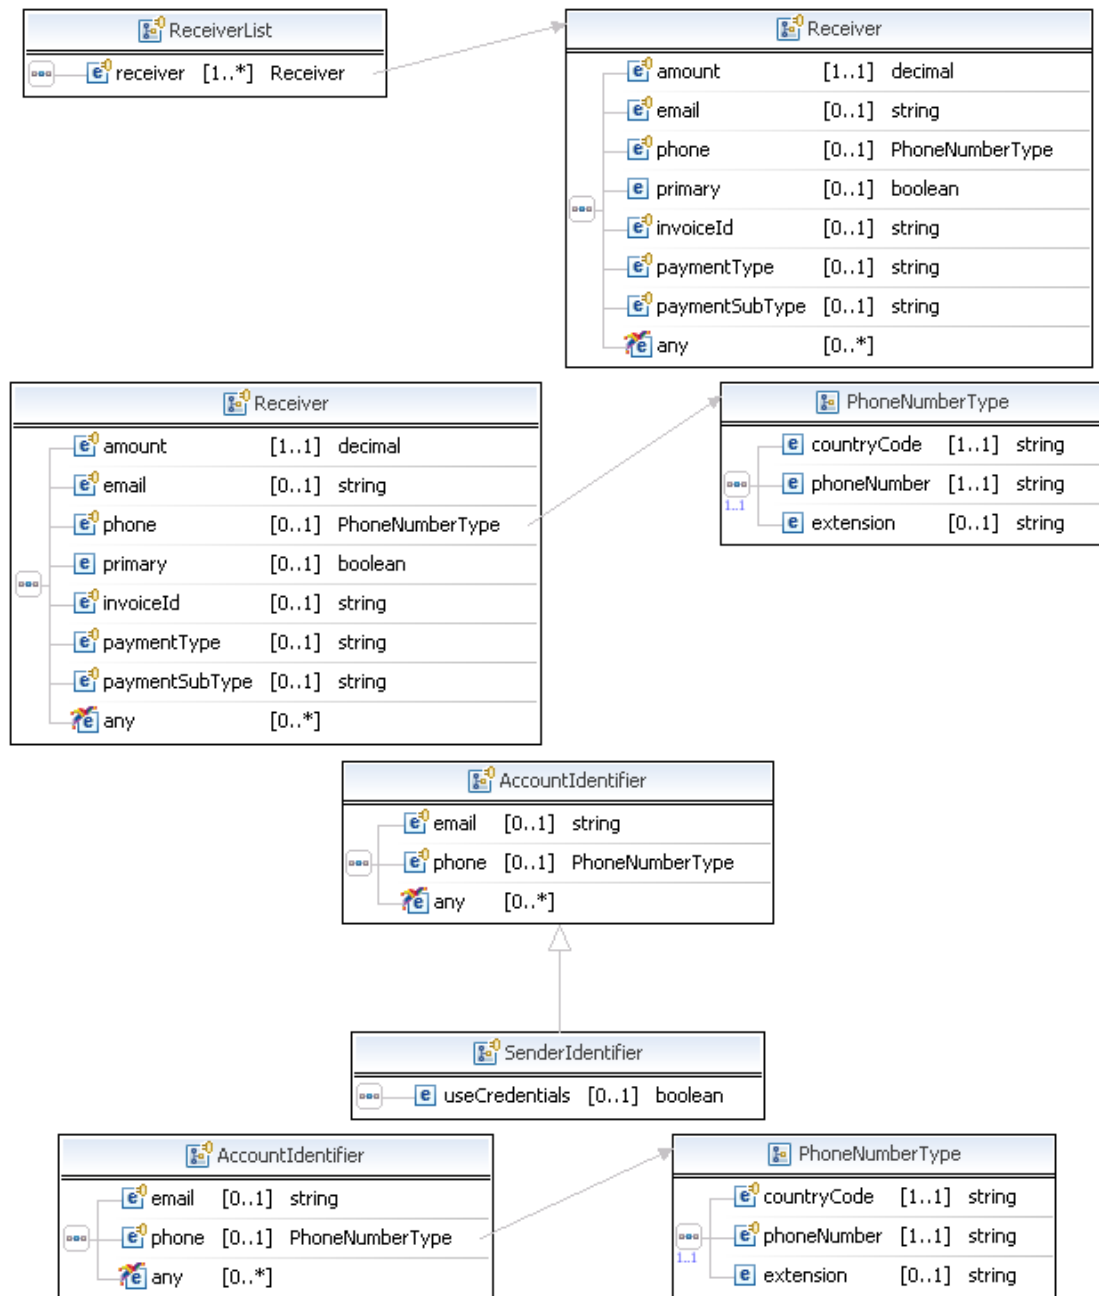 ReceiverList
receiver [1..*] Receiver
Receiver
amount [1..1] decimal
email [0..1] string
phone [0..1] PhoneNumberType
primary [0..1] boolean
invoiceId [0..1] string
paymentType [0..1] string
paymentSubType [0..1] string
any [0..*]
Receiver
amount [1..1] decimal
email [0..1] string
phone [0..1] PhoneNumberType
primary [0..1] boolean
invoiceId [0..1] string
paymentType [0..1] string
paymentSubType [0..1] string
any [0..*]
PhoneNumberType
countryCode [1..1] string
phoneNumber [1..1] string
1..1
extension [0..1] string
AccountIdentifier
email [0..1] string
phone [0..1] PhoneNumberType
any [0..*]
SenderIdentifier
useCredentials [0..1] boolean
AccountIdentifier
email [0..1] string
phone [0..1] PhoneNumberType
any [0..*]
PhoneNumberType
countryCode [1..1] string
phoneNumber [1..1] string
1..1
extension [0..1] string